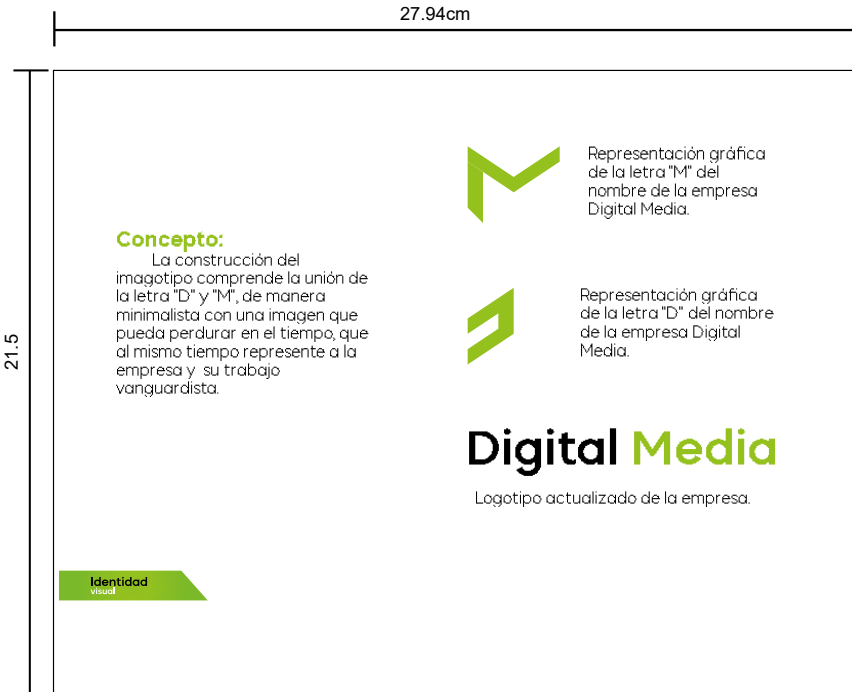 27.94cm
21.5
Concepto:
La construcción del
imagotipo comprende la unión de
la letra "D" y "M", de manera
minimalista con una imagen que
pueda perdurar en el tiempo, que
al mismo tiempo represente a la
empresa y su trabajo
vanguardista.
Representación gráfica
de la letra "M" del
nombre de la empresa
Digital Media.
Representación gráfica
de la letra "D" del nombre
de la empresa Digital
Media.
Digital Media
Logotipo actualizado de la empresa.
Identidad
visual